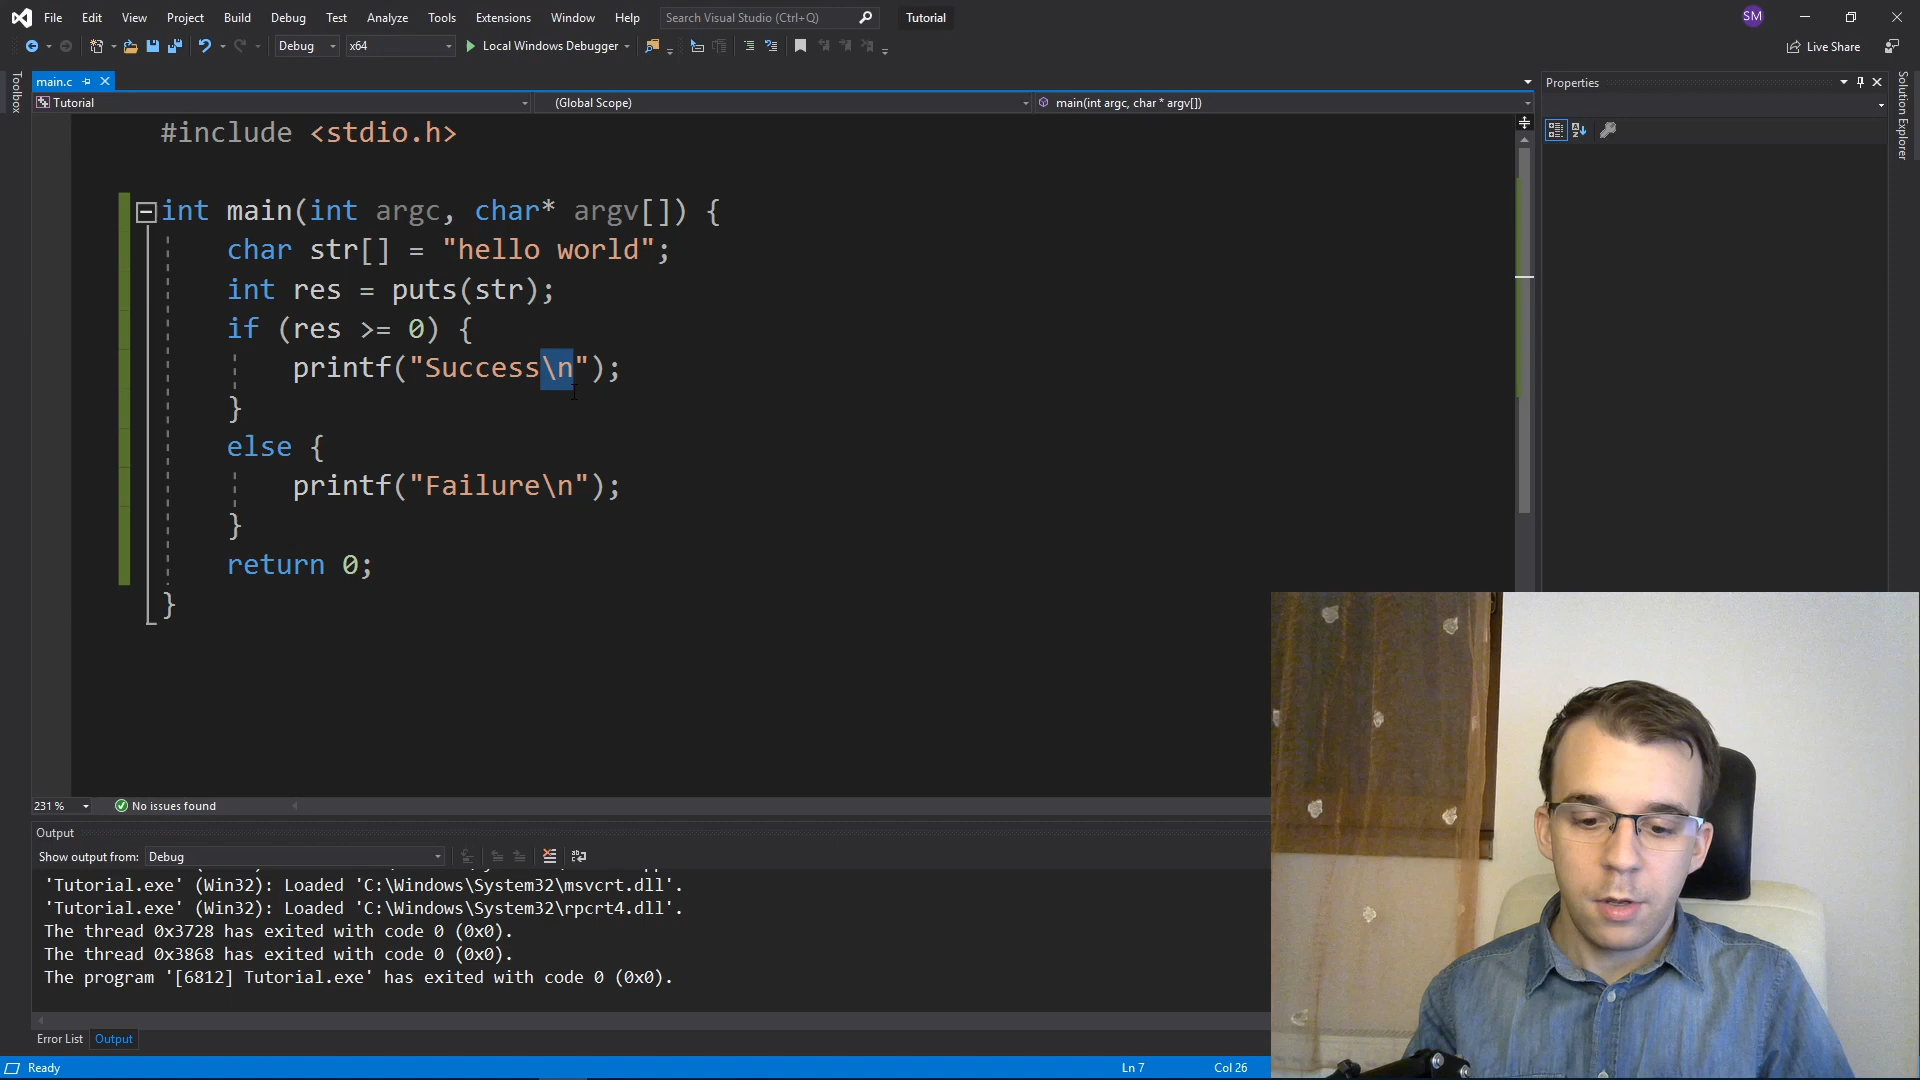 File Edit View Project Build Debug Test Analyze Tools Extensions Window Help Search Visual Studio (Ctrl+Q) Tutorial SM
Debug x64 Local Windows Debugger Live Share
Toolbox
main.c
Tutorial (Global Scope) main(int argc, char * argv[])
#include <stdio.h>
int main(int argc, char* argv[]) {
char str[] = "hello world";
int res = puts(str);
if (res >= 0) {
printf("Success\n");
}
else {
printf("Failure\n");
}
return 0;
}
Properties
Solution Explorer
231 % No issues found
Output
Show output from: Debug
'Tutorial.exe' (Win32): Loaded 'C:\Windows\System32\msvcrt.dll'.
'Tutorial.exe' (Win32): Loaded 'C:\Windows\System32\rpcrt4.dll'.
The thread 0x3728 has exited with code 0 (0x0).
The thread 0x3868 has exited with code 0 (0x0).
The program '[6812] Tutorial.exe' has exited with code 0 (0x0).
Error List Output
Ready Ln 7 Col 26